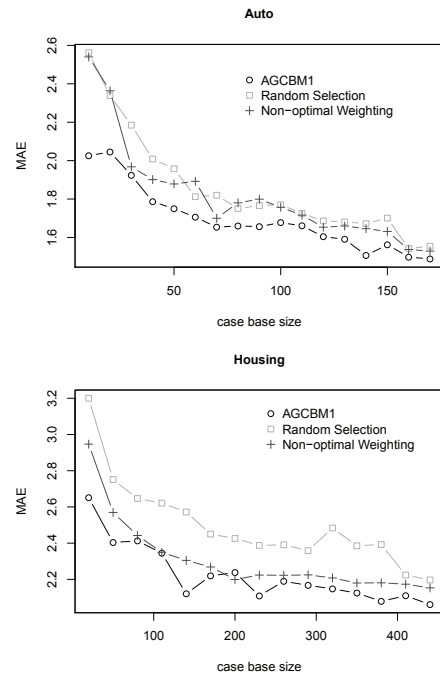 Auto
2.6
2.4
2.2
2.0
1.8
1.6
MAE
AGCBM1
Random Selection
Non-optimal Weighting
50
100
150
case base size
Housing
3.2
3.0
2.8
2.6
2.4
2.2
MAE
AGCBM1
Random Selection
Non-optimal Weighting
100
200
300
400
case base size